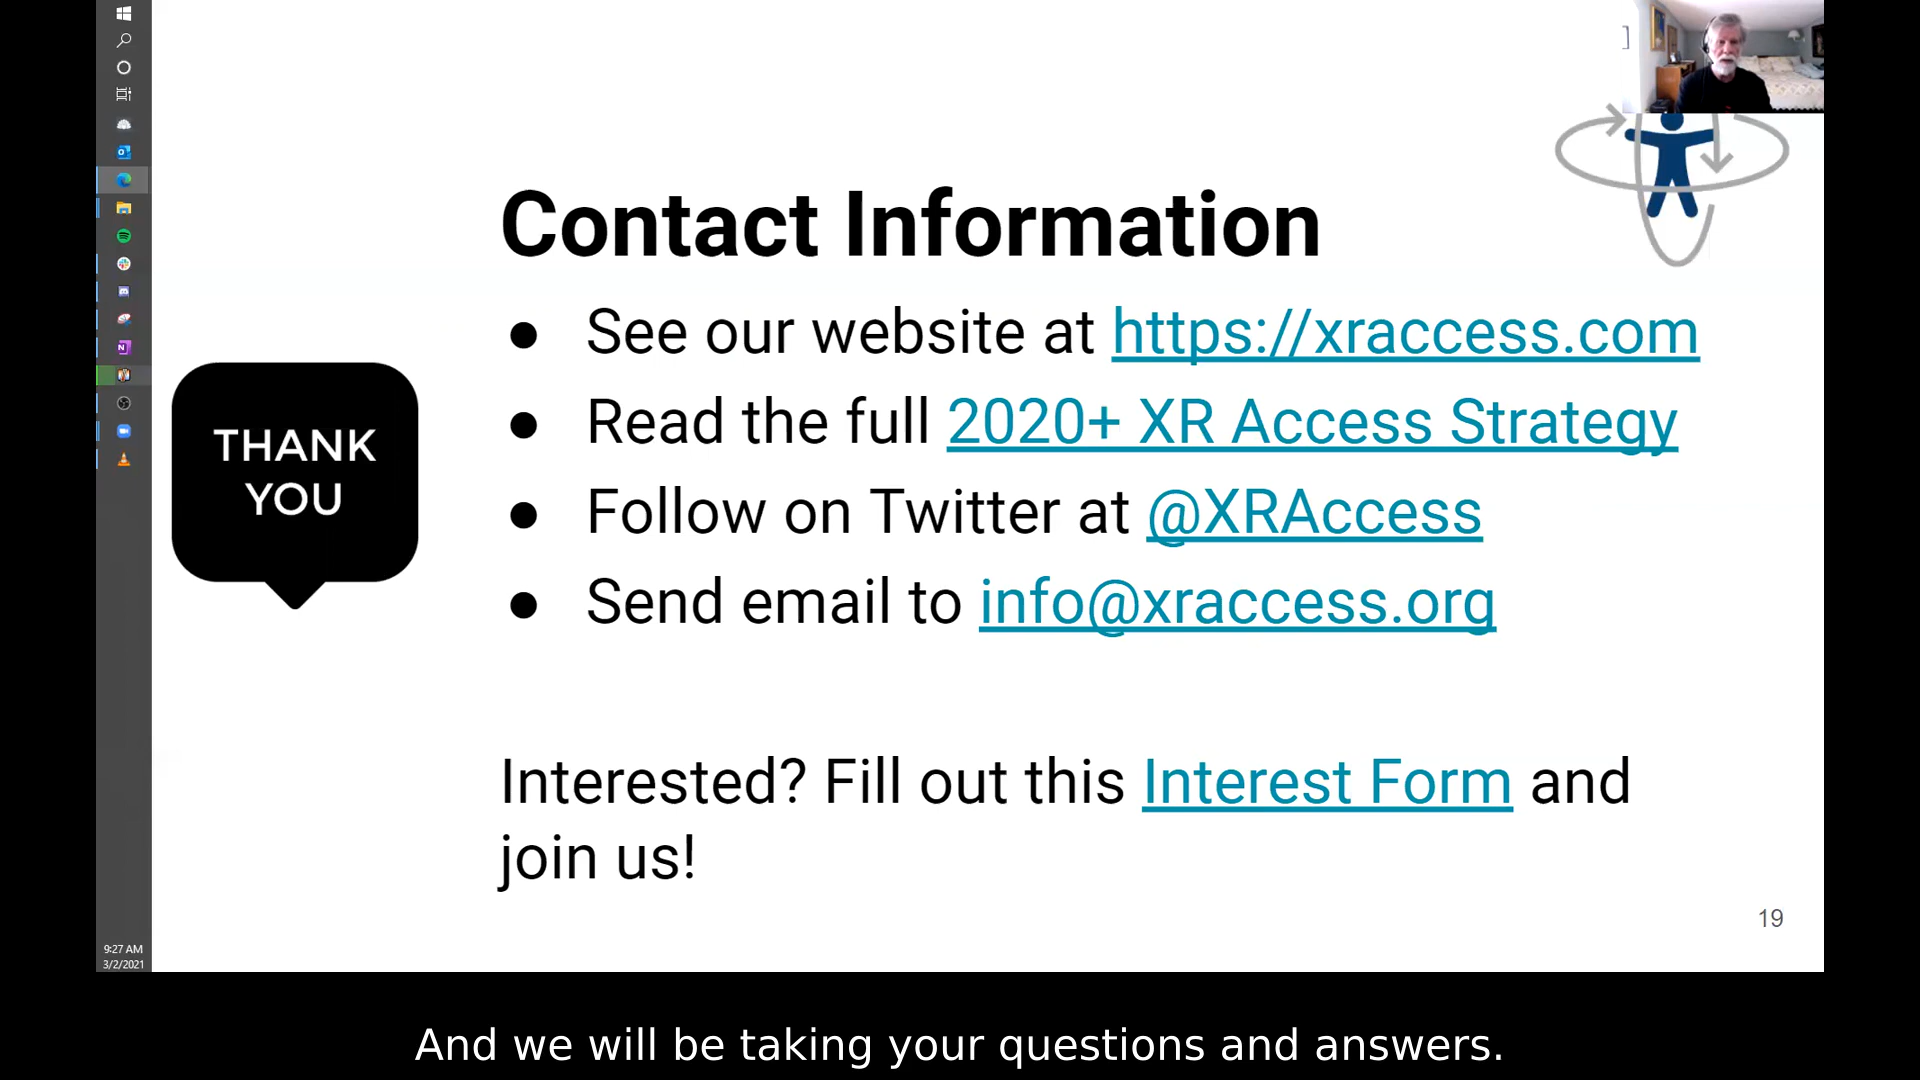 Contact Information
● See our website at https://xraccess.com
● Read the full 2020+ XR Access Strategy
● Follow on Twitter at @XRAccess
● Send email to info@xraccess.org
THANK
YOU
Interested? Fill out this Interest Form and
join us!
19
9:27 AM
3/2/2021
And we will be taking your questions and answers.